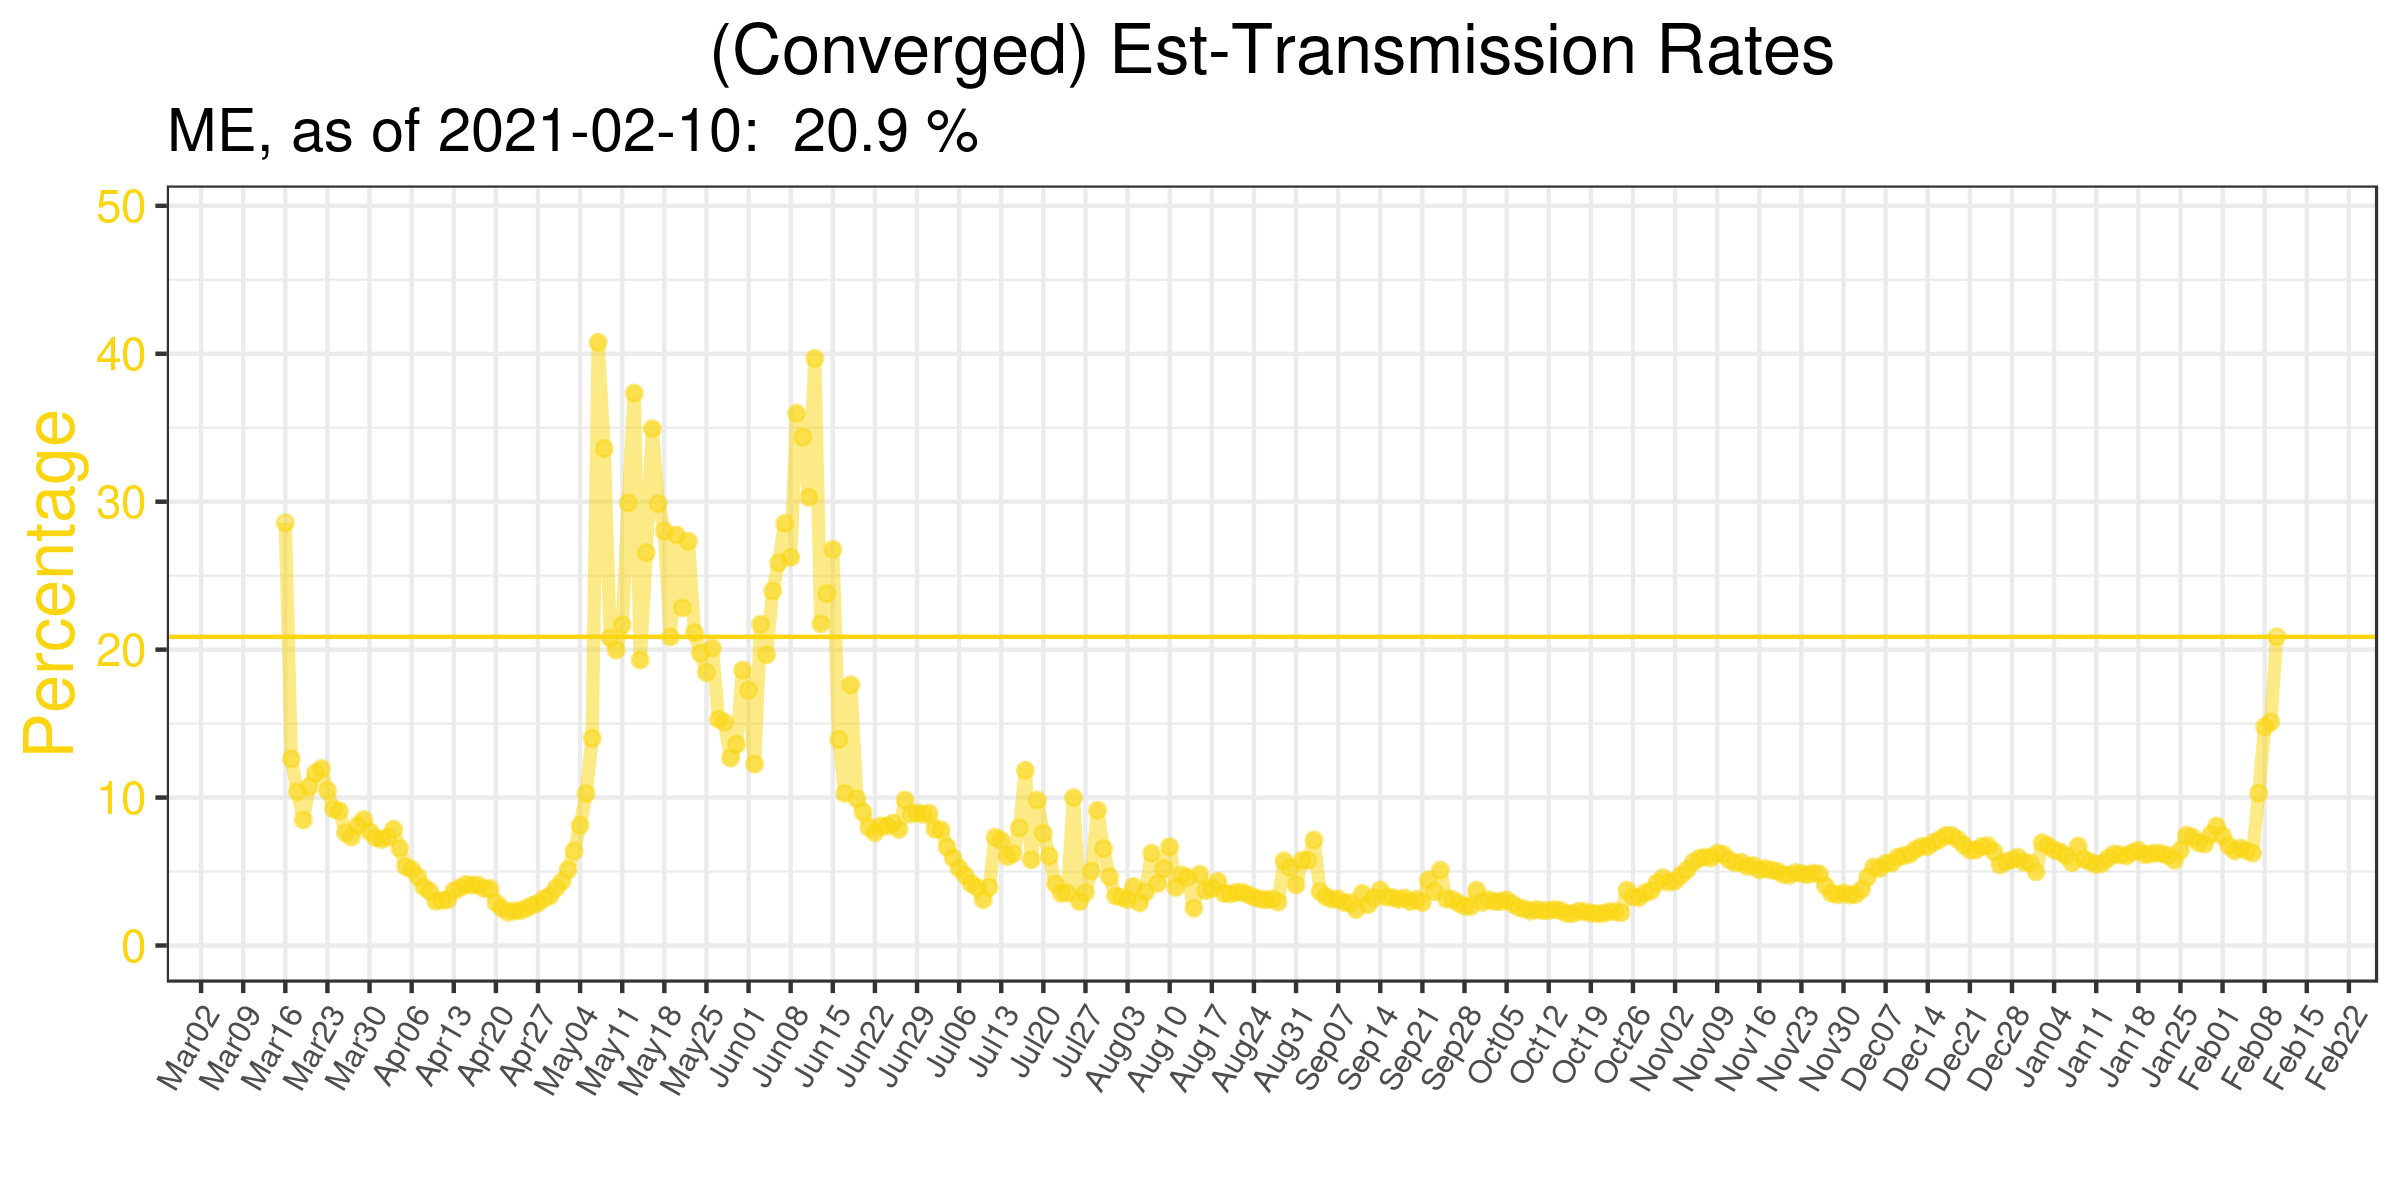 (Converged) Est-Transmission Rates
ME, as of 2021-02-10:  20.9 %
Percentage
50
40
30
20
10
0
Mar02 Mar09 Mar16 Mar23 Mar30 Apr06 Apr13 Apr20 Apr27 May04 May11 May18 May25 Jun01 Jun08 Jun15 Jun22 Jun29 Jul06 Jul13 Jul20 Jul27 Aug03 Aug10 Aug17 Aug24 Aug31 Sep07 Sep14 Sep21 Sep28 Oct05 Oct12 Oct19 Oct26 Nov02 Nov09 Nov16 Nov23 Nov30 Dec07 Dec14 Dec21 Dec28 Jan04 Jan11 Jan18 Jan25 Feb01 Feb08 Feb15 Feb22